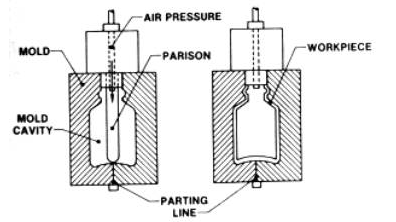 AIR PRESSURE
MOLD
PARISON
WORKPIECE
MOLD
CAVITY
PARTING
LINE